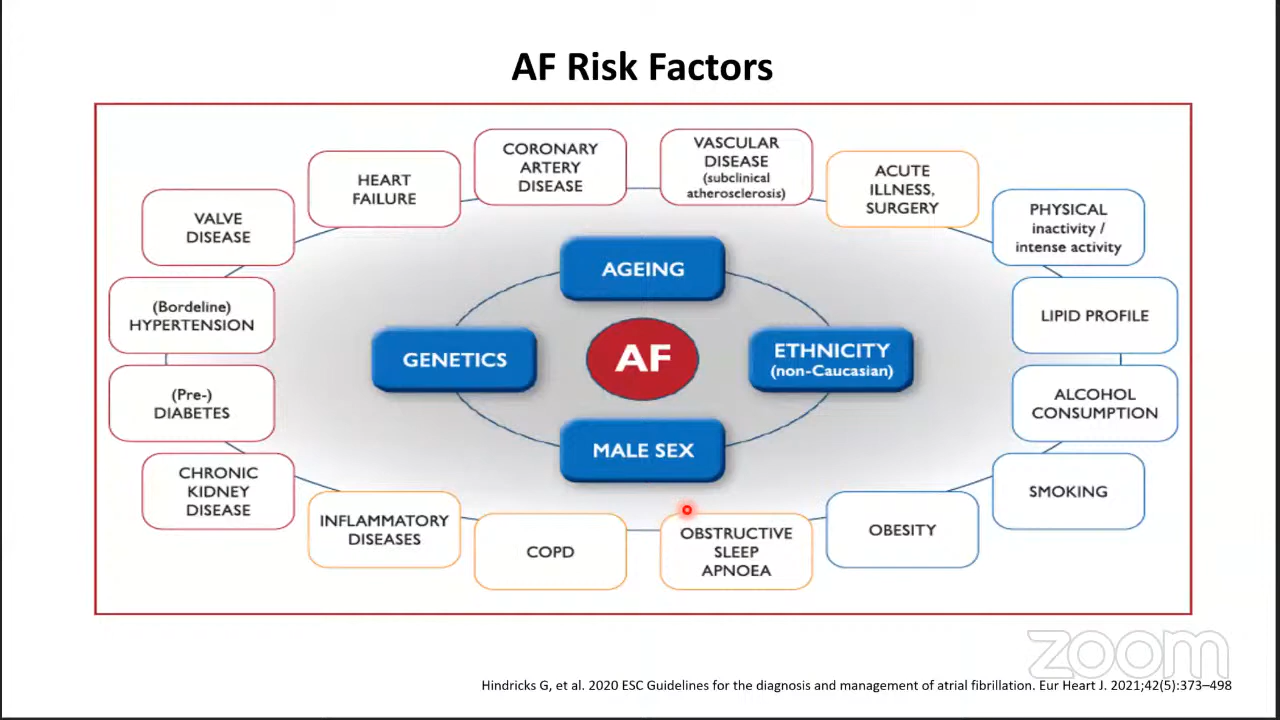 AF Risk Factors
CORONARY
ARTERY
DISEASE
VASCULAR
DISEASE
(subclinical
atherosclerosis)
HEART
FAILURE
ACUTE
ILLNESS,
SURGERY
VALVE
DISEASE
PHYSICAL
inactivity /
intense activity
(Bordeline)
HYPERTENSION
AGEING
LIPID PROFILE
GENETICS
AF
ETHNICITY
(non-Caucasian)
(Pre-)
DIABETES
MALE SEX
ALCOHOL
CONSUMPTION
CHRONIC
KIDNEY
DISEASE
SMOKING
INFLAMMATORY
DISEASES
COPD
OBSTRUCTIVE
SLEEP
APNOEA
OBESITY
zoom
Hindricks G, et al. 2020 ESC Guidelines for the diagnosis and management of atrial fibrillation. Eur Heart J. 2021;42(5):373–498